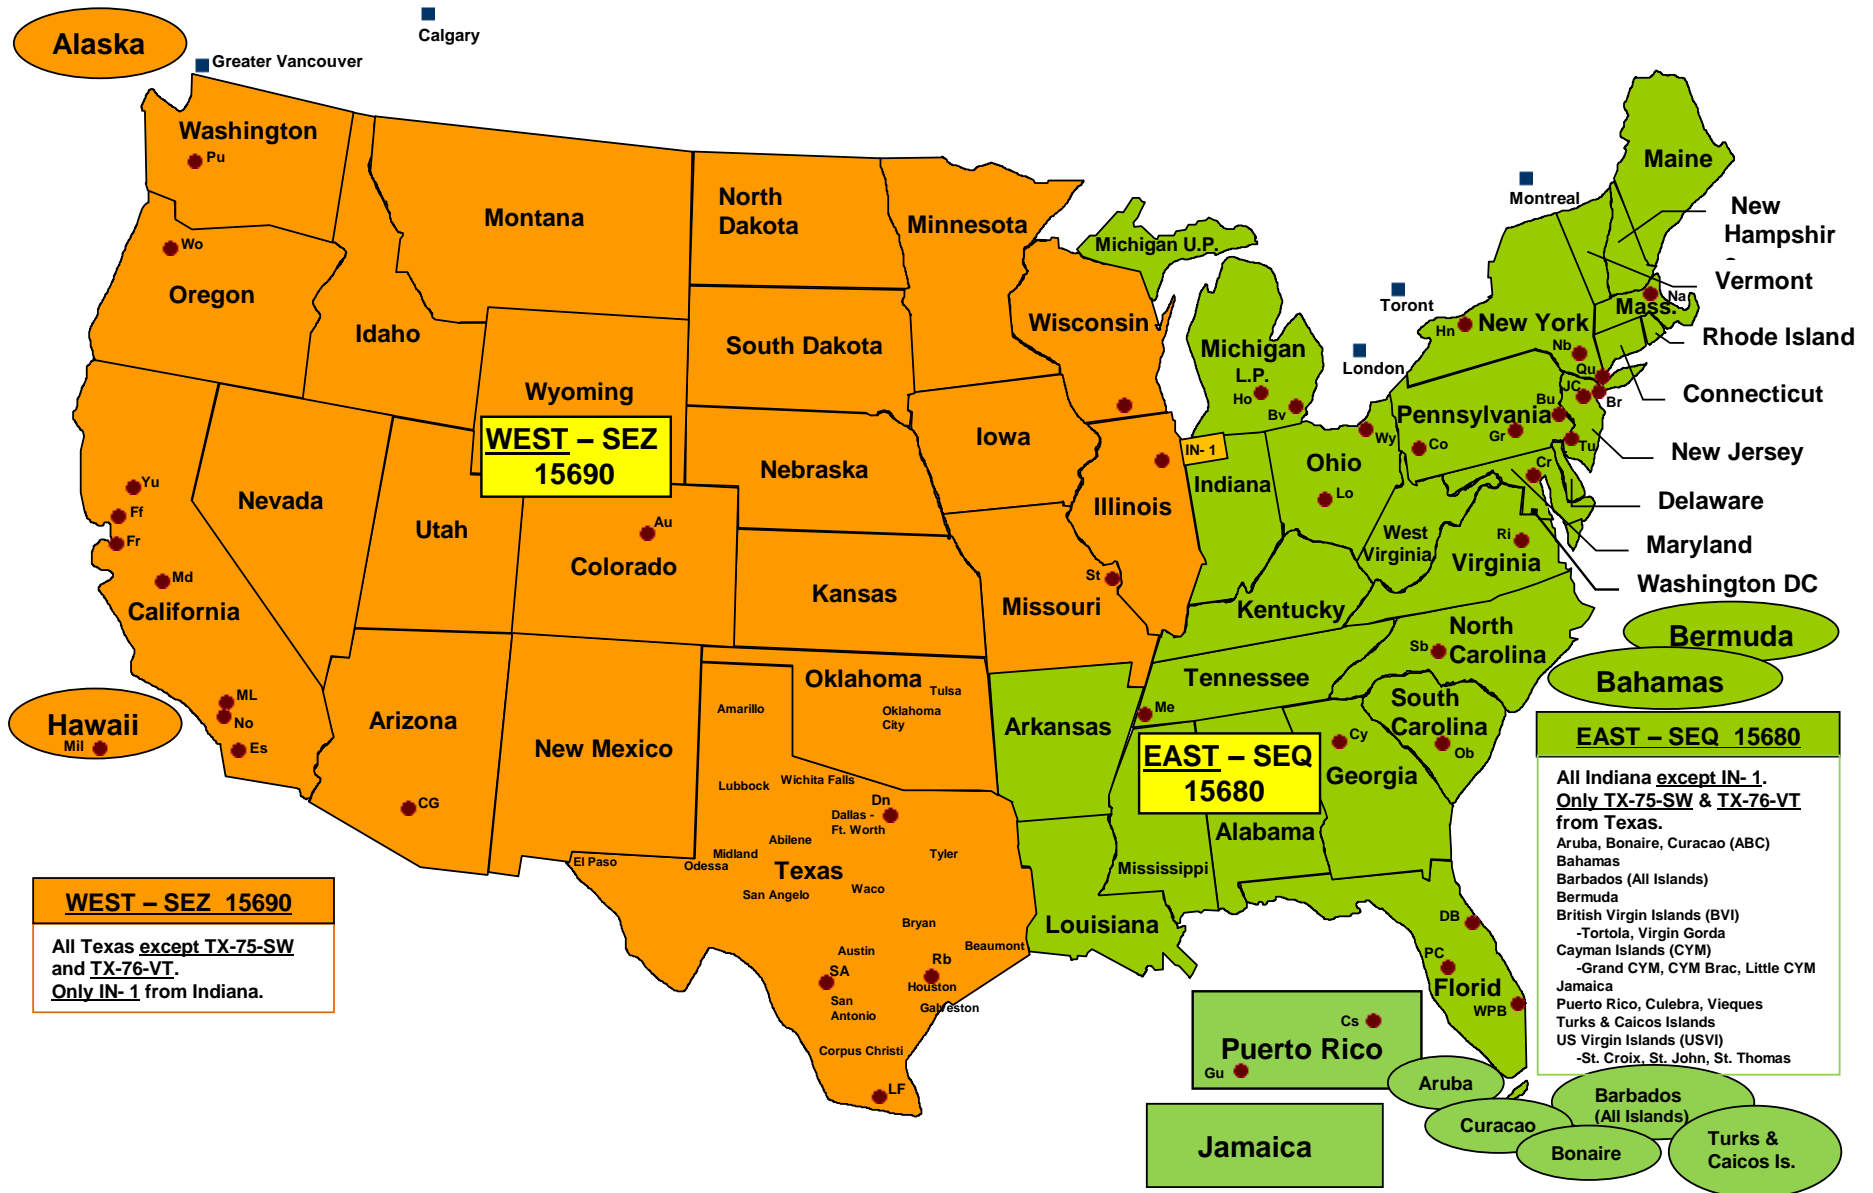 Alaska
Calgary
Greater Vancouver
Washington
Pu
Montana
North
Dakota
Minnesota
Michigan U.P.
Montreal
Maine
New
Hampshir
Vermont
Wo
Oregon
Idaho
South Dakota
Wisconsin
Michigan
L.P.
Ho
Bv
Toront
London
Hn
New York
Nb
Mass.
Na
Rhode Island
Qu
JC
Br
Connecticut
Wyoming
WEST – SEZ
15690
Iowa
Nebraska
IN- 1
Indiana
Ohio
Lo
Wy
Co
Pennsylvania
Bu
Gr
Tu
Cr
New Jersey
Delaware
Maryland
Washington DC
Yu
Ff
Fr
Md
California
Nevada
Utah
Au
Colorado
Kansas
Illinois
St
Missouri
West
Virginia
Ri
Virginia
Kentucky
Bermuda
Bahamas
Sb
North
Carolina
Tennessee
Me
South
Carolina
Ob
ML
No
Es
Hawaii
Mil
Arizona
CG
New Mexico
Oklahoma
Tulsa
Oklahoma
City
Amarillo
Arkansas
EAST – SEQ
15680
Cy
Georgia
Alabama
Mississippi
Louisiana
Lubbock
Wichita Falls
Dn
Dallas -
Ft. Worth
Abilene
Midland
Odessa
El Paso
Texas
Tyler
San Angelo
Waco
Bryan
Austin
Beaumont
SA
San
Antonio
Rb
Houston
Galveston
Corpus Christi
LF
DB
PC
Florid
WPB
WEST – SEZ 15690
All Texas except TX-75-SW
and TX-76-VT.
Only IN- 1 from Indiana.
EAST – SEQ 15680
All Indiana except IN- 1.
Only TX-75-SW & TX-76-VT
from Texas.
Aruba, Bonaire, Curacao (ABC)
Bahamas
Barbados (All Islands)
Bermuda
British Virgin Islands (BVI)
-Tortola, Virgin Gorda
Cayman Islands (CYM)
-Grand CYM, CYM Brac, Little CYM
Jamaica
Puerto Rico, Culebra, Vieques
Turks & Caicos Islands
US Virgin Islands (USVI)
-St. Croix, St. John, St. Thomas
Cs
Puerto Rico
Gu
Jamaica
Aruba
Curacao
Bonaire
Barbados
(All Islands)
Turks &
Caicos Is.